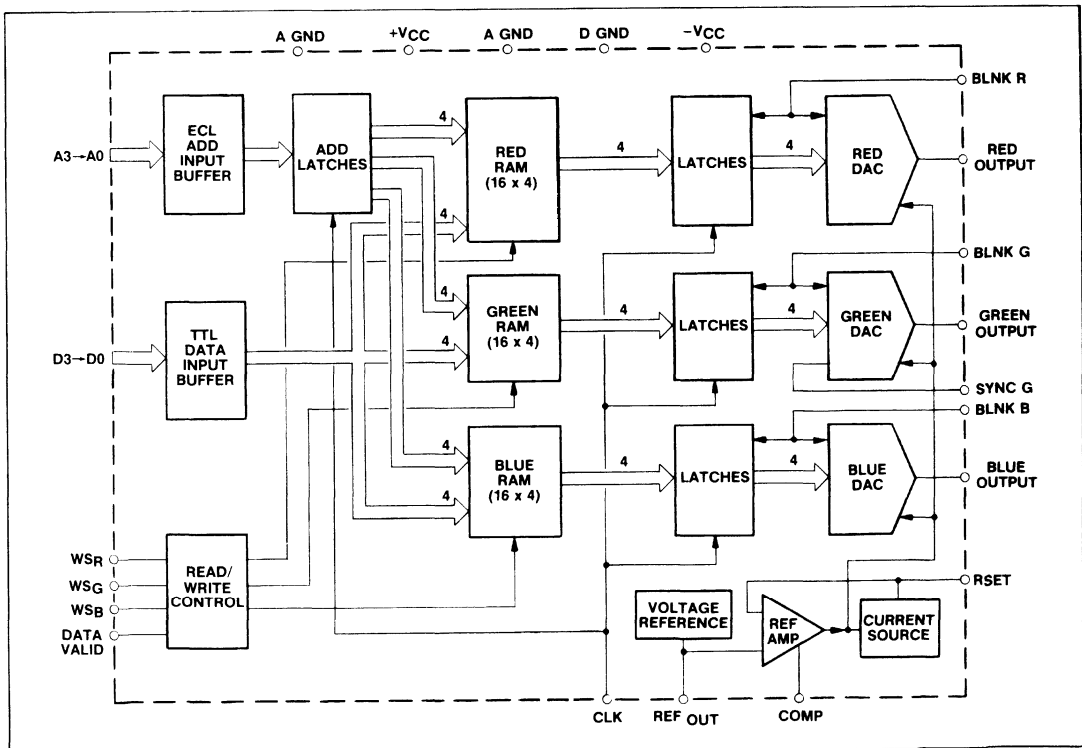 A GND
+VCC
A GND
D GND
−VCC
BLNK R
A3→A0
ECL
ADD
INPUT
BUFFER
ADD
LATCHES
4
4
4
4
RED
RAM
(16 x 4)
4
LATCHES
4
RED
DAC
RED
OUTPUT
BLNK G
D3→D0
TTL
DATA
INPUT
BUFFER
4
4
GREEN
RAM
(16 x 4)
4
LATCHES
4
GREEN
DAC
GREEN
OUTPUT
SYNC G
BLNK B
4
BLUE
RAM
(16 x 4)
4
LATCHES
4
BLUE
DAC
BLUE
OUTPUT
WSR
WSG
WSB
DATA
VALID
READ/
WRITE
CONTROL
VOLTAGE
REFERENCE
REF
AMP
CURRENT
SOURCE
RSET
CLK
REF OUT
COMP